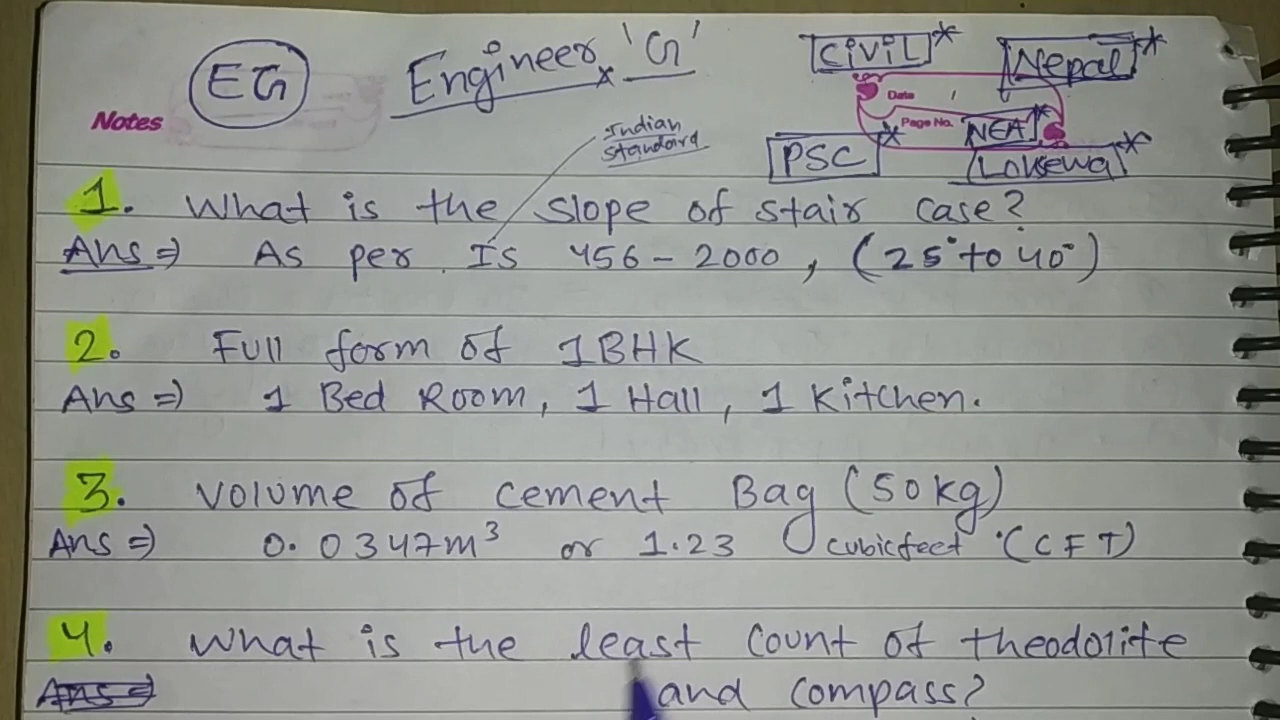 EG Engineer 'G' CiViL* Nepal*
Notes
Date
Page No. NEA*
PSC* Loksewa*
Indian
standard
1. What is the slope of stair case?
Ans ⇒ As per Is 456 - 2000, (25° to 40°)
2. Full form of 1BHK
Ans ⇒ 1 Bed Room, 1 Hall, 1 Kitchen.
3. Volume of cement Bag (50kg)
Ans ⇒ 0.0347m³ or 1.23 cubicfeet (CFT)
4. What is the least count of theodolite
Ans ⇒ and compass?